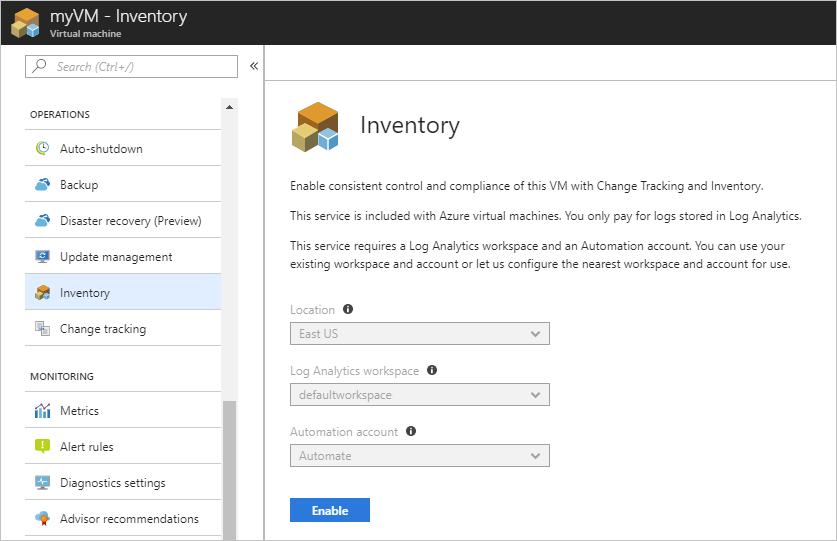 myVM - Inventory
Virtual machine
Search (Ctrl+/)
OPERATIONS
Auto-shutdown
Backup
Disaster recovery (Preview)
Update management
Inventory
Change tracking
MONITORING
Metrics
Alert rules
Diagnostics settings
Advisor recommendations
Inventory
Enable consistent control and compliance of this VM with Change Tracking and Inventory.
This service is included with Azure virtual machines. You only pay for logs stored in Log Analytics.
This service requires a Log Analytics workspace and an Automation account. You can use your
existing workspace and account or let us configure the nearest workspace and account for use.
Location
East US
Log Analytics workspace
defaultworkspace
Automation account
Automate
Enable